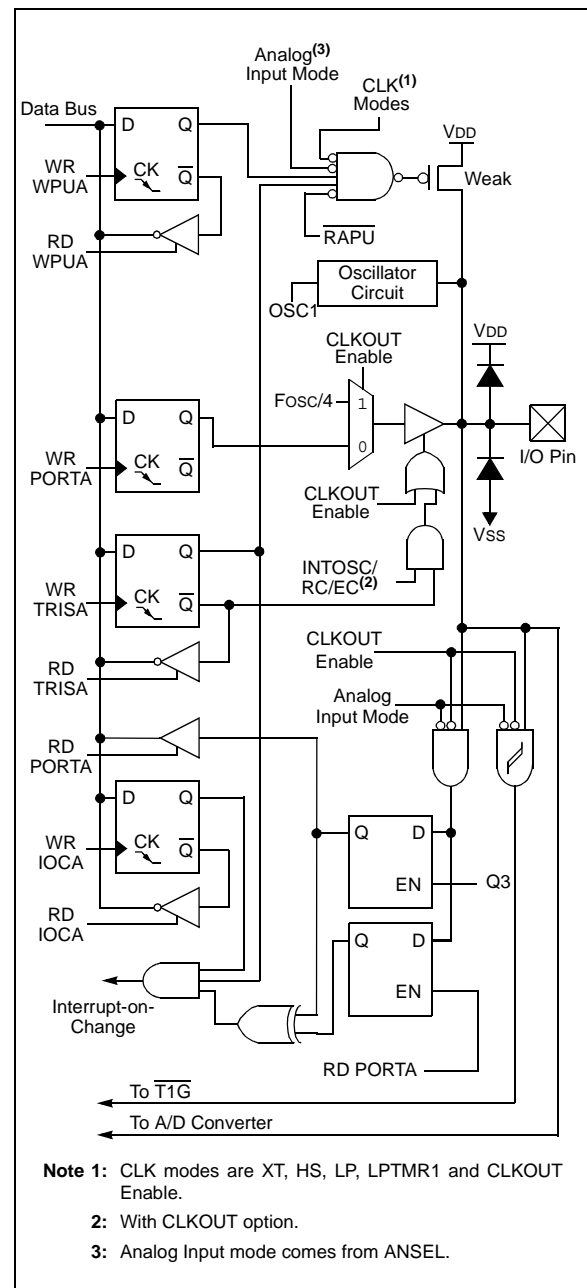 Analog(3)
Input Mode
CLK(1)
Modes
Data Bus
D Q
VDD
WR
WPUA
CK Q
Weak
RD
WPUA
RAPU
Oscillator
Circuit
OSC1
CLKOUT
Enable
VDD
FOSC/4
1
D Q
0
WR
PORTA
CK Q
I/O Pin
CLKOUT
Enable
VSS
D Q
INTOSC/
RC/EC(2)
WR
TRISA
CK Q
RD
TRISA
CLKOUT
Enable
Analog
Input Mode
RD
PORTA
D Q
WR
IOCA
CK Q
Q D
EN
Q3
RD
IOCA
Q D
EN
Interrupt-on-
Change
RD PORTA
To T1G
To A/D Converter
Note 1: CLK modes are XT, HS, LP, LPTMR1 and CLKOUT
Enable.
2: With CLKOUT option.
3: Analog Input mode comes from ANSEL.